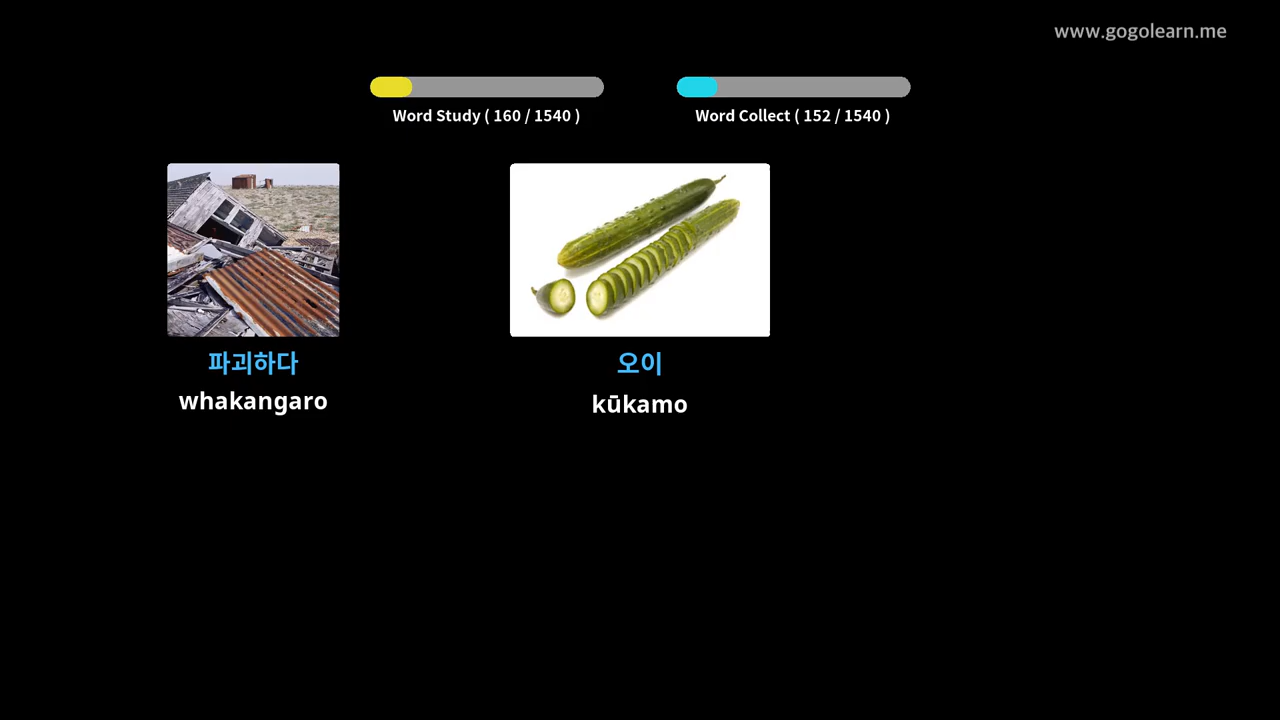 www.gogolearn.me
Word Study ( 160 / 1540 )
Word Collect ( 152 / 1540 )
파괴하다
whakangaro
오이
kūkamo